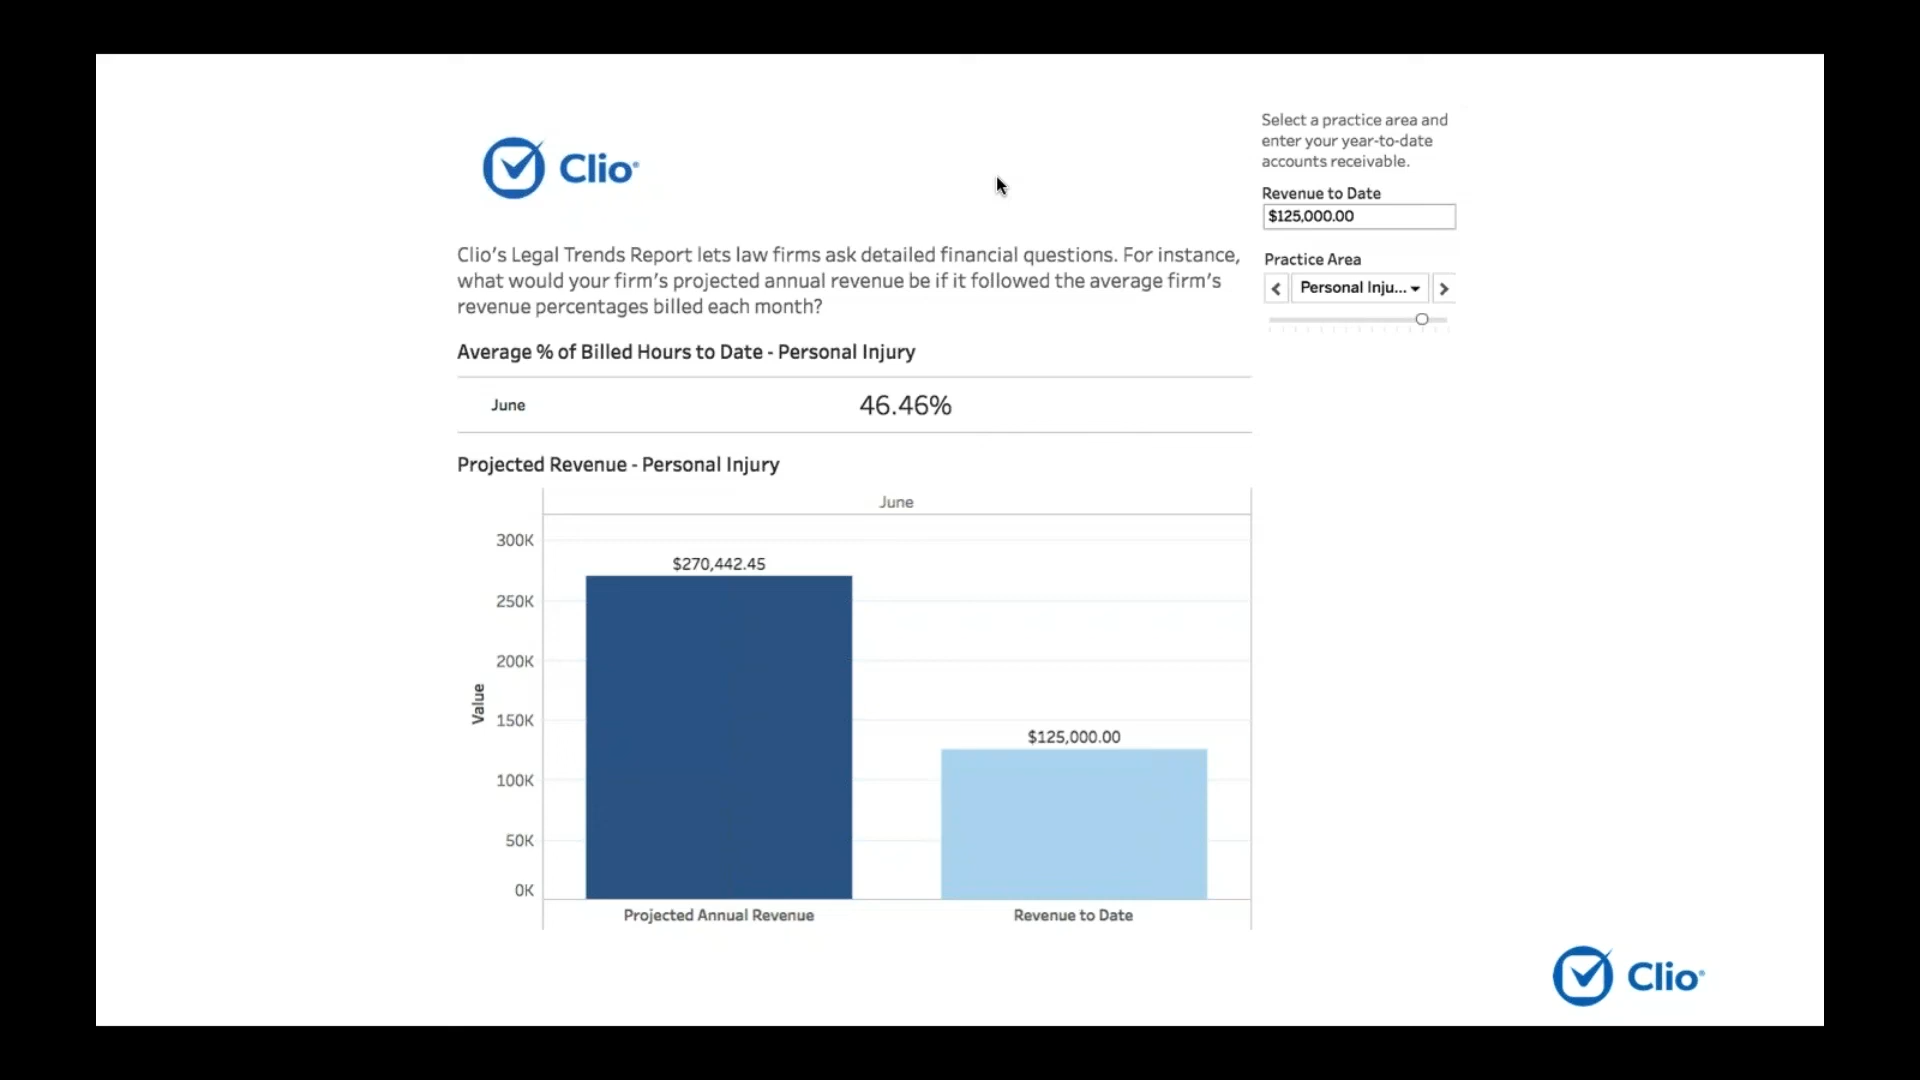 Clio®
Select a practice area and
enter your year-to-date
accounts receivable.
Revenue to Date
$125,000.00
Practice Area
Personal Inju...
Clio's Legal Trends Report lets law firms ask detailed financial questions. For instance,
what would your firm's projected annual revenue be if it followed the average firm's
revenue percentages billed each month?
Average % of Billed Hours to Date - Personal Injury
June 46.46%
Projected Revenue - Personal Injury
June
300K
$270,442.45
250K
200K
Value
150K
$125,000.00
100K
50K
0K
Projected Annual Revenue Revenue to Date
Clio®